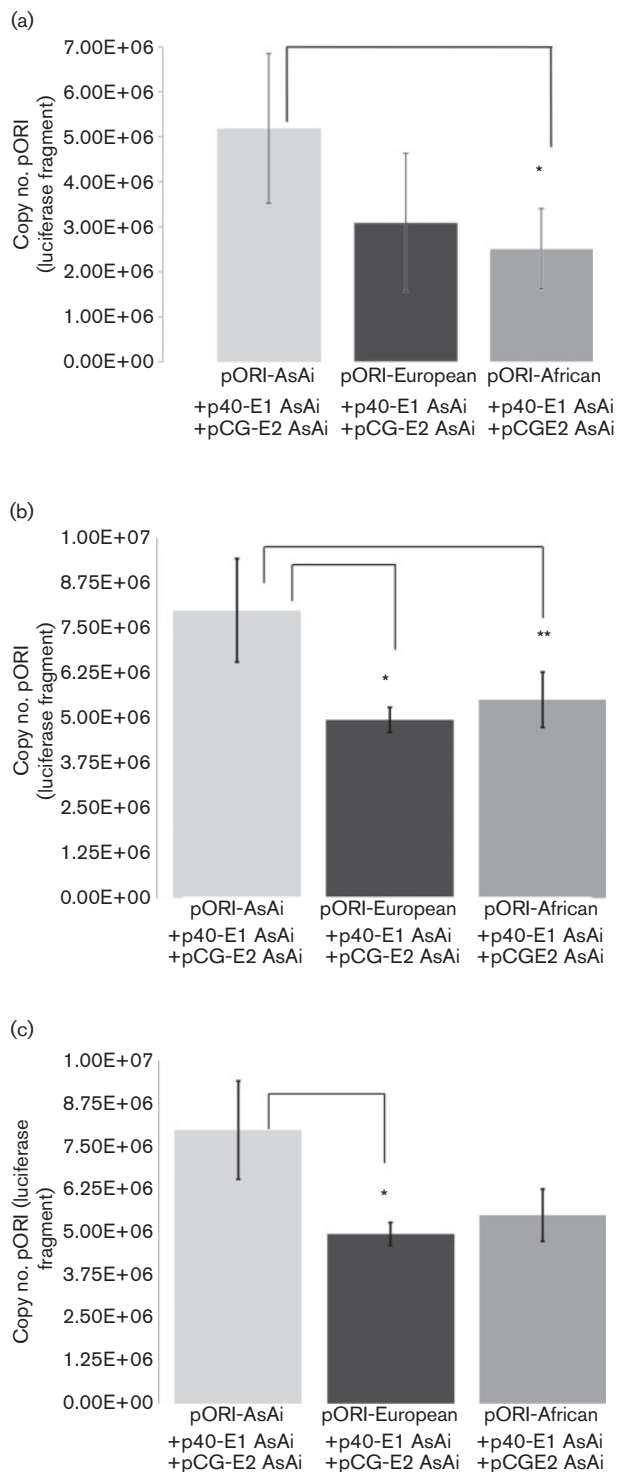 (a)
7.00E+06
6.00E+06
5.00E+06
4.00E+06
3.00E+06
2.00E+06
1.00E+06
0.00E+00
Copy no. pORI
(luciferase fragment)
*
pORI-AsAi pORI-European pORI-African
+p40-E1 AsAi +p40-E1 AsAi +p40-E1 AsAi
+pCG-E2 AsAi +pCG-E2 AsAi +pCGE2 AsAi
(b)
1.00E+07
8.75E+06
7.50E+06
6.25E+06
5.00E+06
3.75E+06
2.50E+06
1.25E+06
0.00E+00
Copy no. pORI
(luciferase fragment)
*
**
pORI-AsAi pORI-European pORI-African
+p40-E1 AsAi +p40-E1 AsAi +p40-E1 AsAi
+pCG-E2 AsAi +pCG-E2 AsAi +pCGE2 AsAi
(c)
1.00E+07
8.75E+06
7.50E+06
6.25E+06
5.00E+06
3.75E+06
2.50E+06
1.25E+06
0.00E+00
Copy no. pORI (luciferase
fragment)
*
pORI-AsAi pORI-European pORI-African
+p40-E1 AsAi +p40-E1 AsAi +p40-E1 AsAi
+pCG-E2 AsAi +pCG-E2 AsAi +pCGE2 AsAi